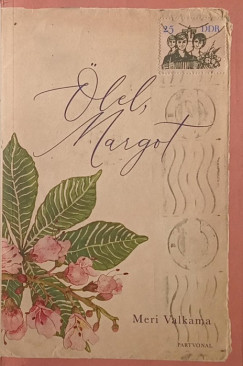 25 DDR
Ölel,
Margot
Meri Valkama
PARTVONAL